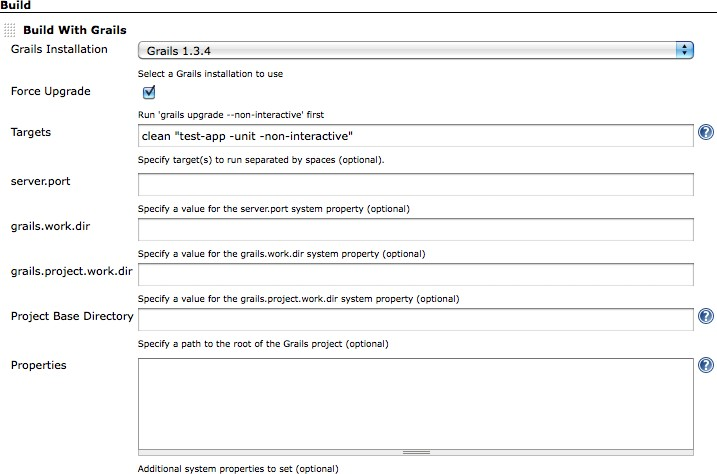 Build
Build With Grails
Grails Installation
Grails 1.3.4
Select a Grails installation to use
Force Upgrade
Run 'grails upgrade --non-interactive' first
Targets
clean "test-app -unit -non-interactive"
?
Specify target(s) to run separated by spaces (optional).
server.port
Specify a value for the server.port system property (optional)
grails.work.dir
Specify a value for the grails.work.dir system property (optional)
grails.project.work.dir
Specify a value for the grails.project.work.dir system property (optional)
Project Base Directory
?
Specify a path to the root of the Grails project (optional)
Properties
?
Additional system properties to set (optional)